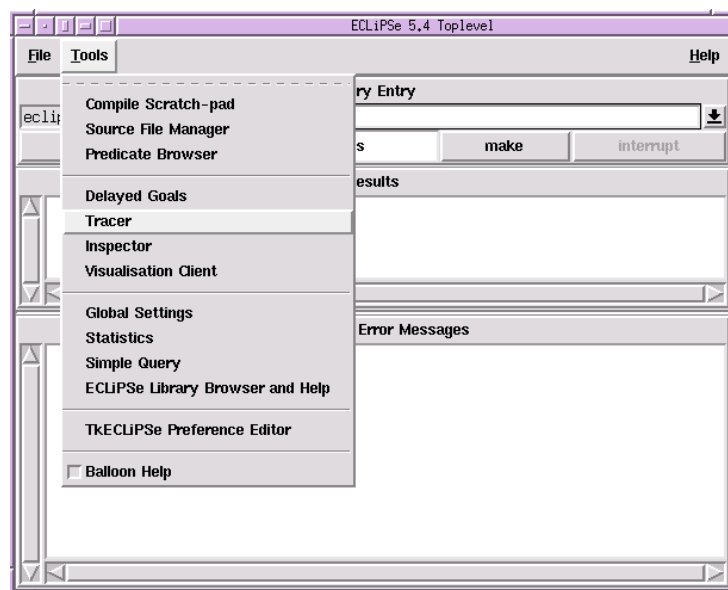 ECLiPSe 5.4 Toplevel
File Tools Help
ry Entry
Compile Scratch-pad
eclip
Source File Manager
Predicate Browser
s make interrupt
esults
Delayed Goals
Tracer
Inspector
Visualisation Client
Global Settings
Error Messages
Statistics
Simple Query
ECLiPSe Library Browser and Help
TkECLiPSe Preference Editor
Balloon Help